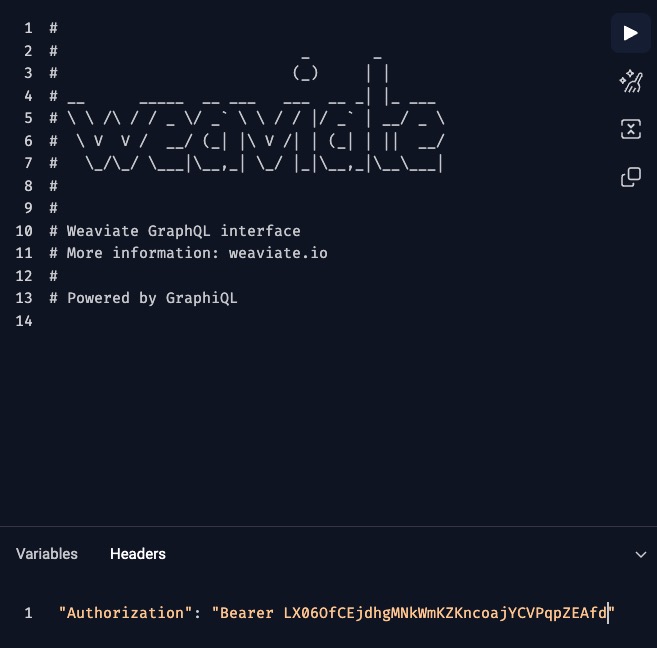 1 #
2 #                            _       _
3 #                           (_)     | |
4 # __      _____  __ ___   ___  __ _| |_ ___
5 # \ \ /\ / / _ \/ _` \ \ / / |/ _` | __/ _ \
6 #  \ V  V /  __/ (_| |\ V /| | (_| | ||  __/
7 #   \_/\_/ \___|\__,_| \_/ |_|\__,_|\__\___|
8 #
9 #
10 # Weaviate GraphQL interface
11 # More information: weaviate.io
12 #
13 # Powered by GraphiQL
14
Variables Headers
1 "Authorization": "Bearer LX06OfCEjdhgMNkWmKZKncoajYCVPqpZEAfd"